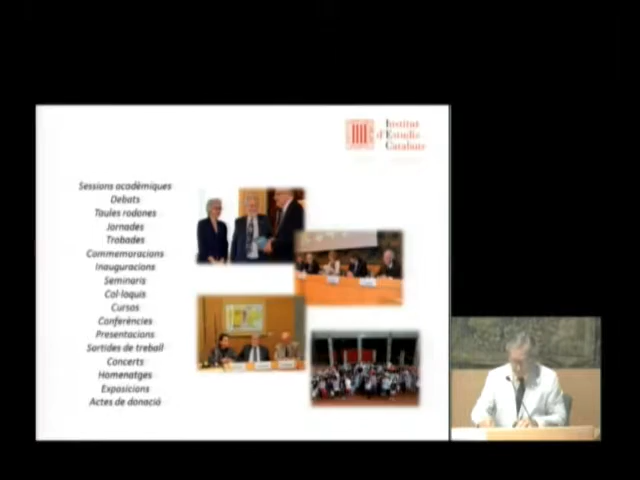 Institut
d'Estudis
Catalans
Sessions acadèmiques
Debats
Taules rodones
Jornades
Trobades
Commemoracions
Inauguracions
Seminaris
Col·loquis
Cursos
Conferències
Presentacions
Sortides de treball
Concerts
Homenatges
Exposicions
Actes de donació